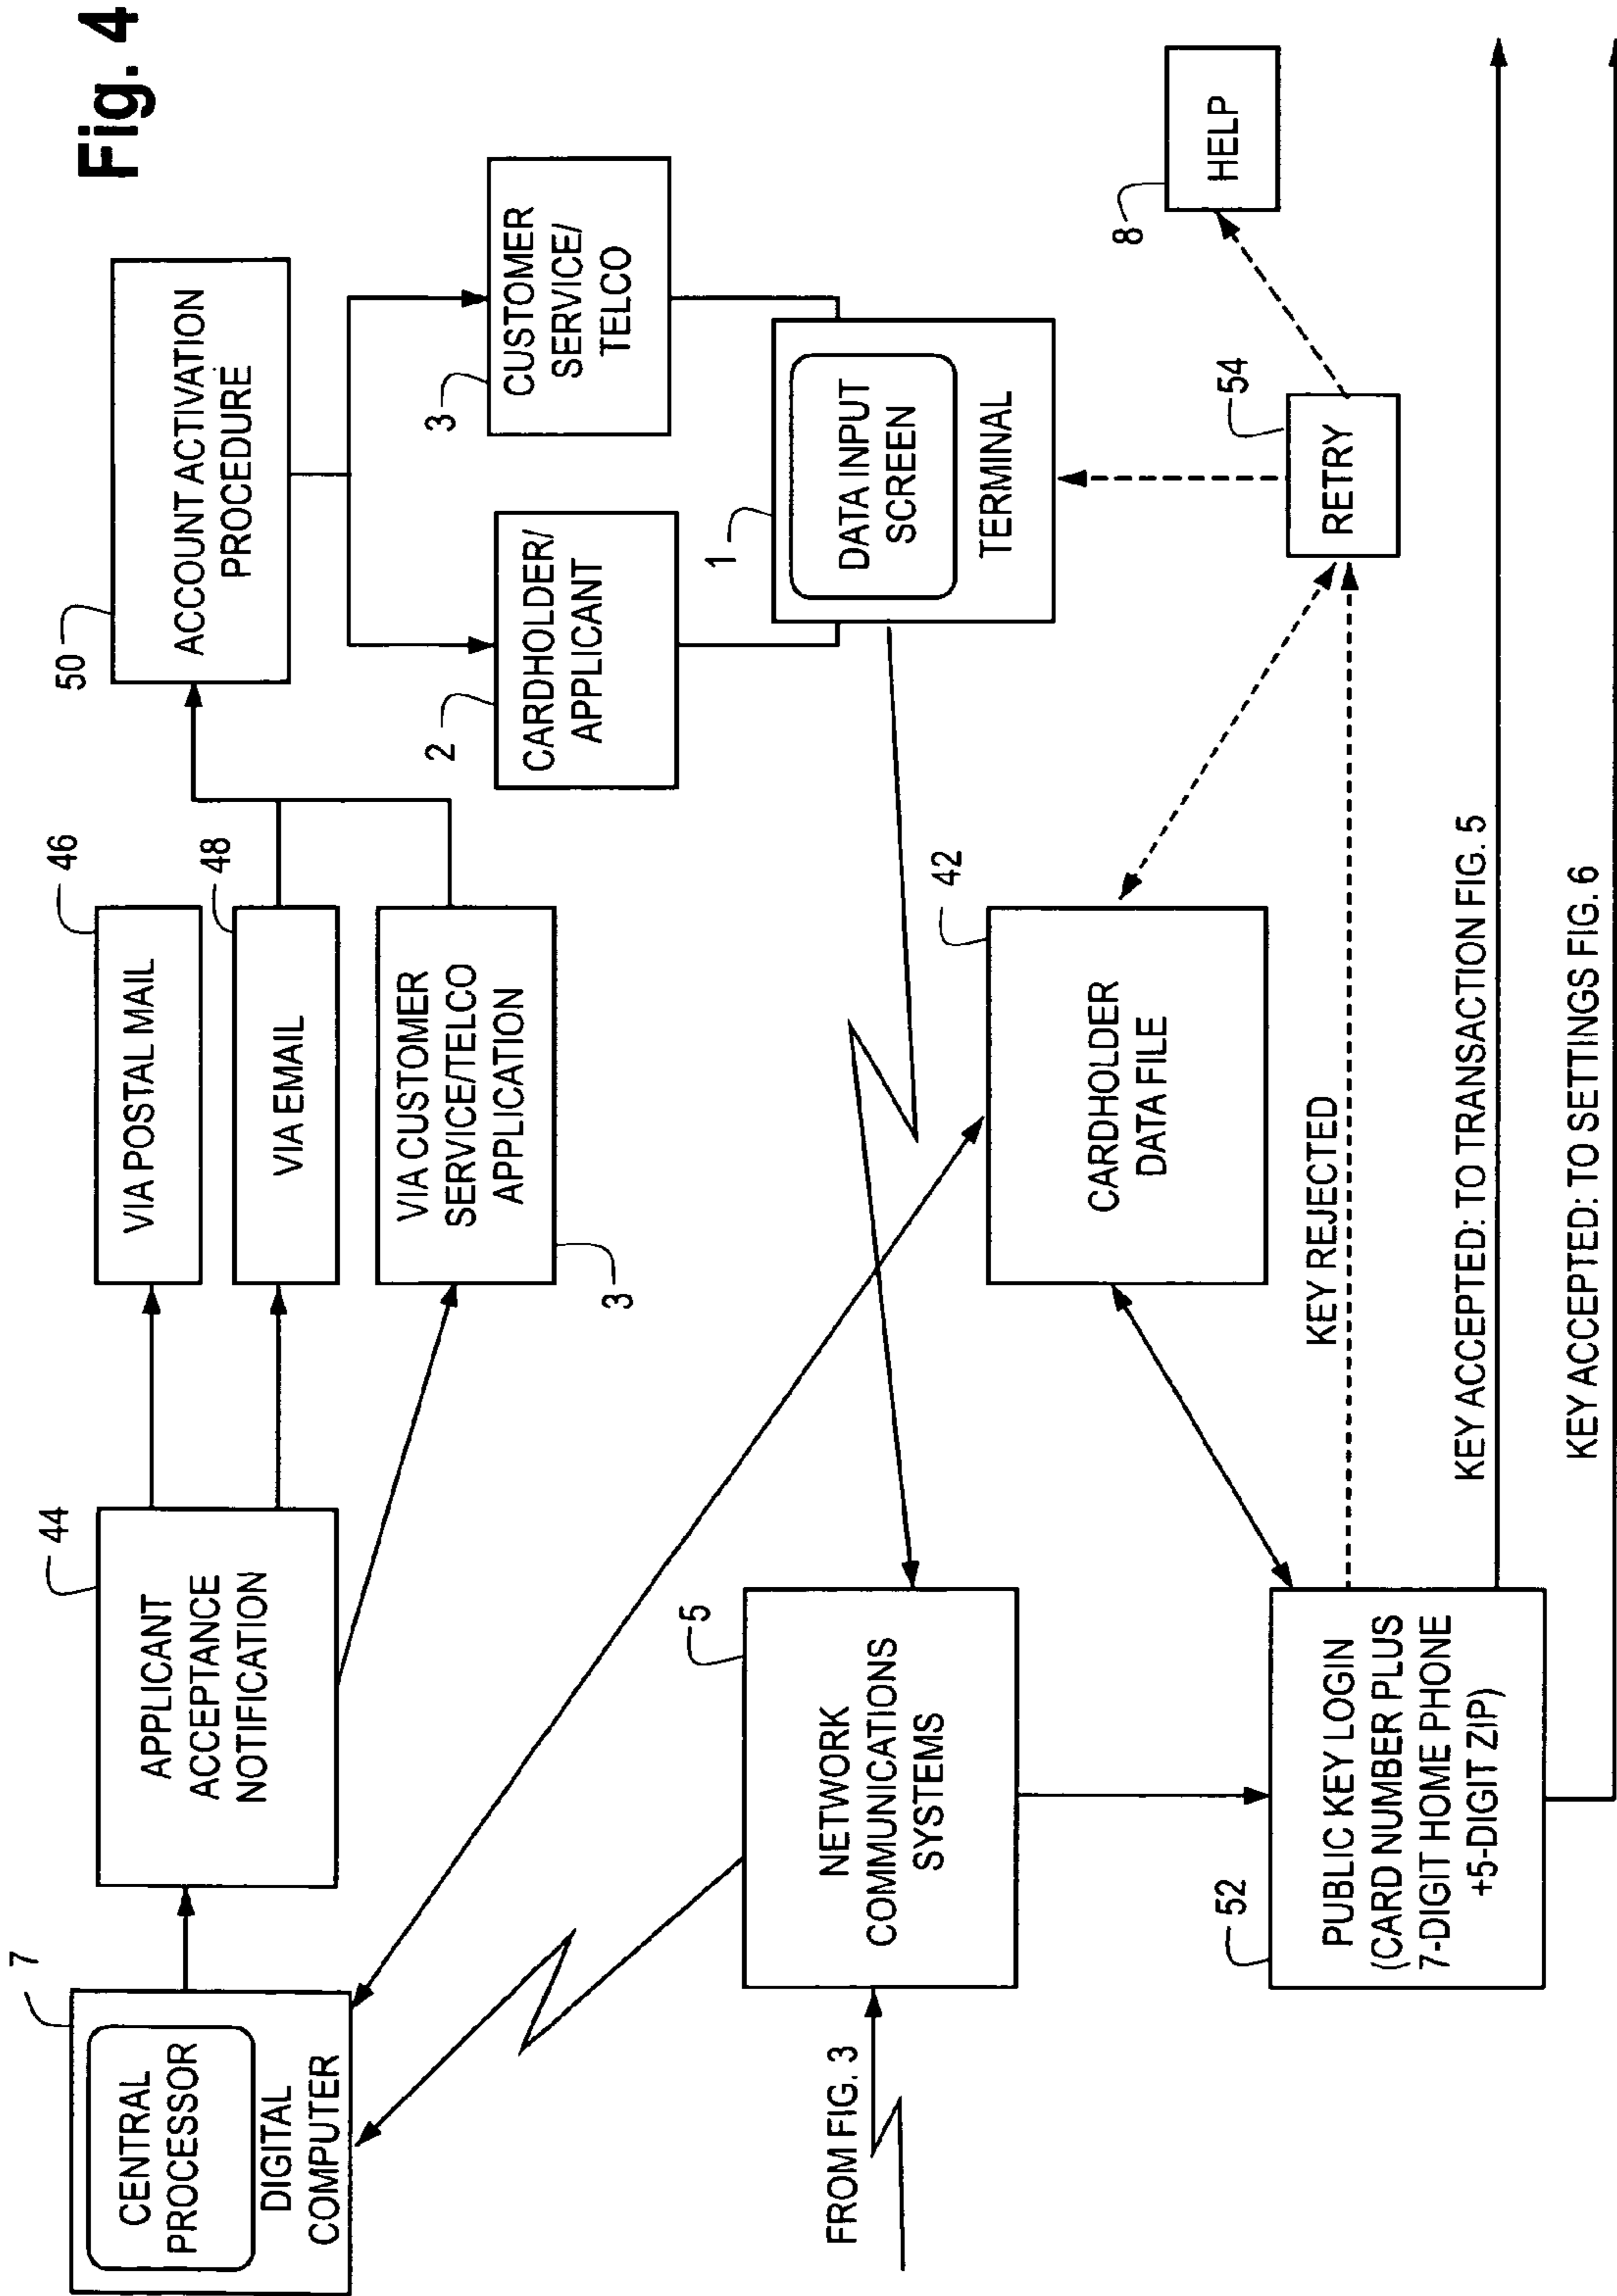 Fig. 4
7
CENTRAL
PROCESSOR
DIGITAL
COMPUTER
44
APPLICANT
ACCEPTANCE
NOTIFICATION
46
VIA POSTAL MAIL
48
VIA EMAIL
VIA CUSTOMER
SERVICE/TELCO
APPLICATION
3
50
ACCOUNT ACTIVATION
PROCEDURE
2
CARDHOLDER/
APPLICANT
3
CUSTOMER
SERVICE/
TELCO
1
DATA INPUT
SCREEN
TERMINAL
FROM FIG. 3
5
NETWORK
COMMUNICATIONS
SYSTEMS
42
CARDHOLDER
DATA FILE
52
PUBLIC KEY LOGIN
(CARD NUMBER PLUS
7-DIGIT HOME PHONE
+5-DIGIT ZIP)
KEY REJECTED
54
RETRY
8
HELP
KEY ACCEPTED: TO TRANSACTION FIG. 5
KEY ACCEPTED: TO SETTINGS FIG. 6